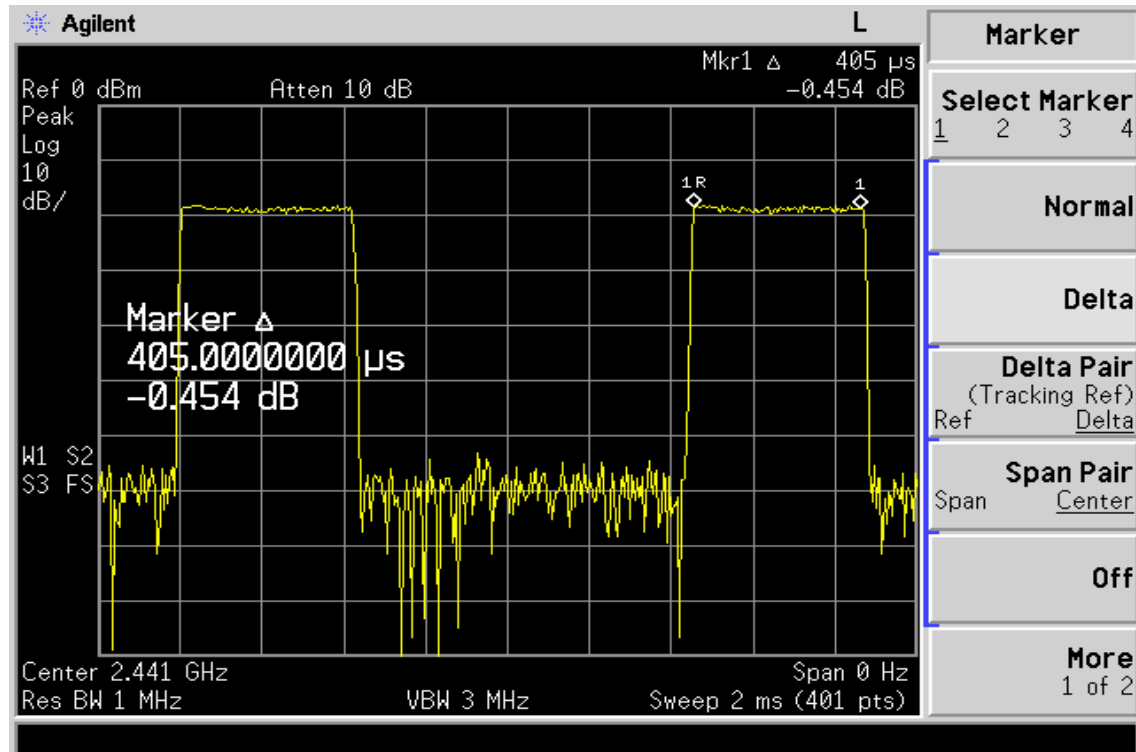 Agilent L
Mkr1 Δ 405 µs
Ref 0 dBm Atten 10 dB -0.454 dB
Peak
Log
10
dB/
1R 1
Marker Δ
405.0000000 µs
-0.454 dB
W1 S2
S3 FS
Center 2.441 GHz Span 0 Hz
Res BW 1 MHz VBW 3 MHz Sweep 2 ms (401 pts)
Marker
Select Marker
1 2 3 4
Normal
Delta
Delta Pair
(Tracking Ref)
Ref Delta
Span Pair
Span Center
Off
More
1 of 2